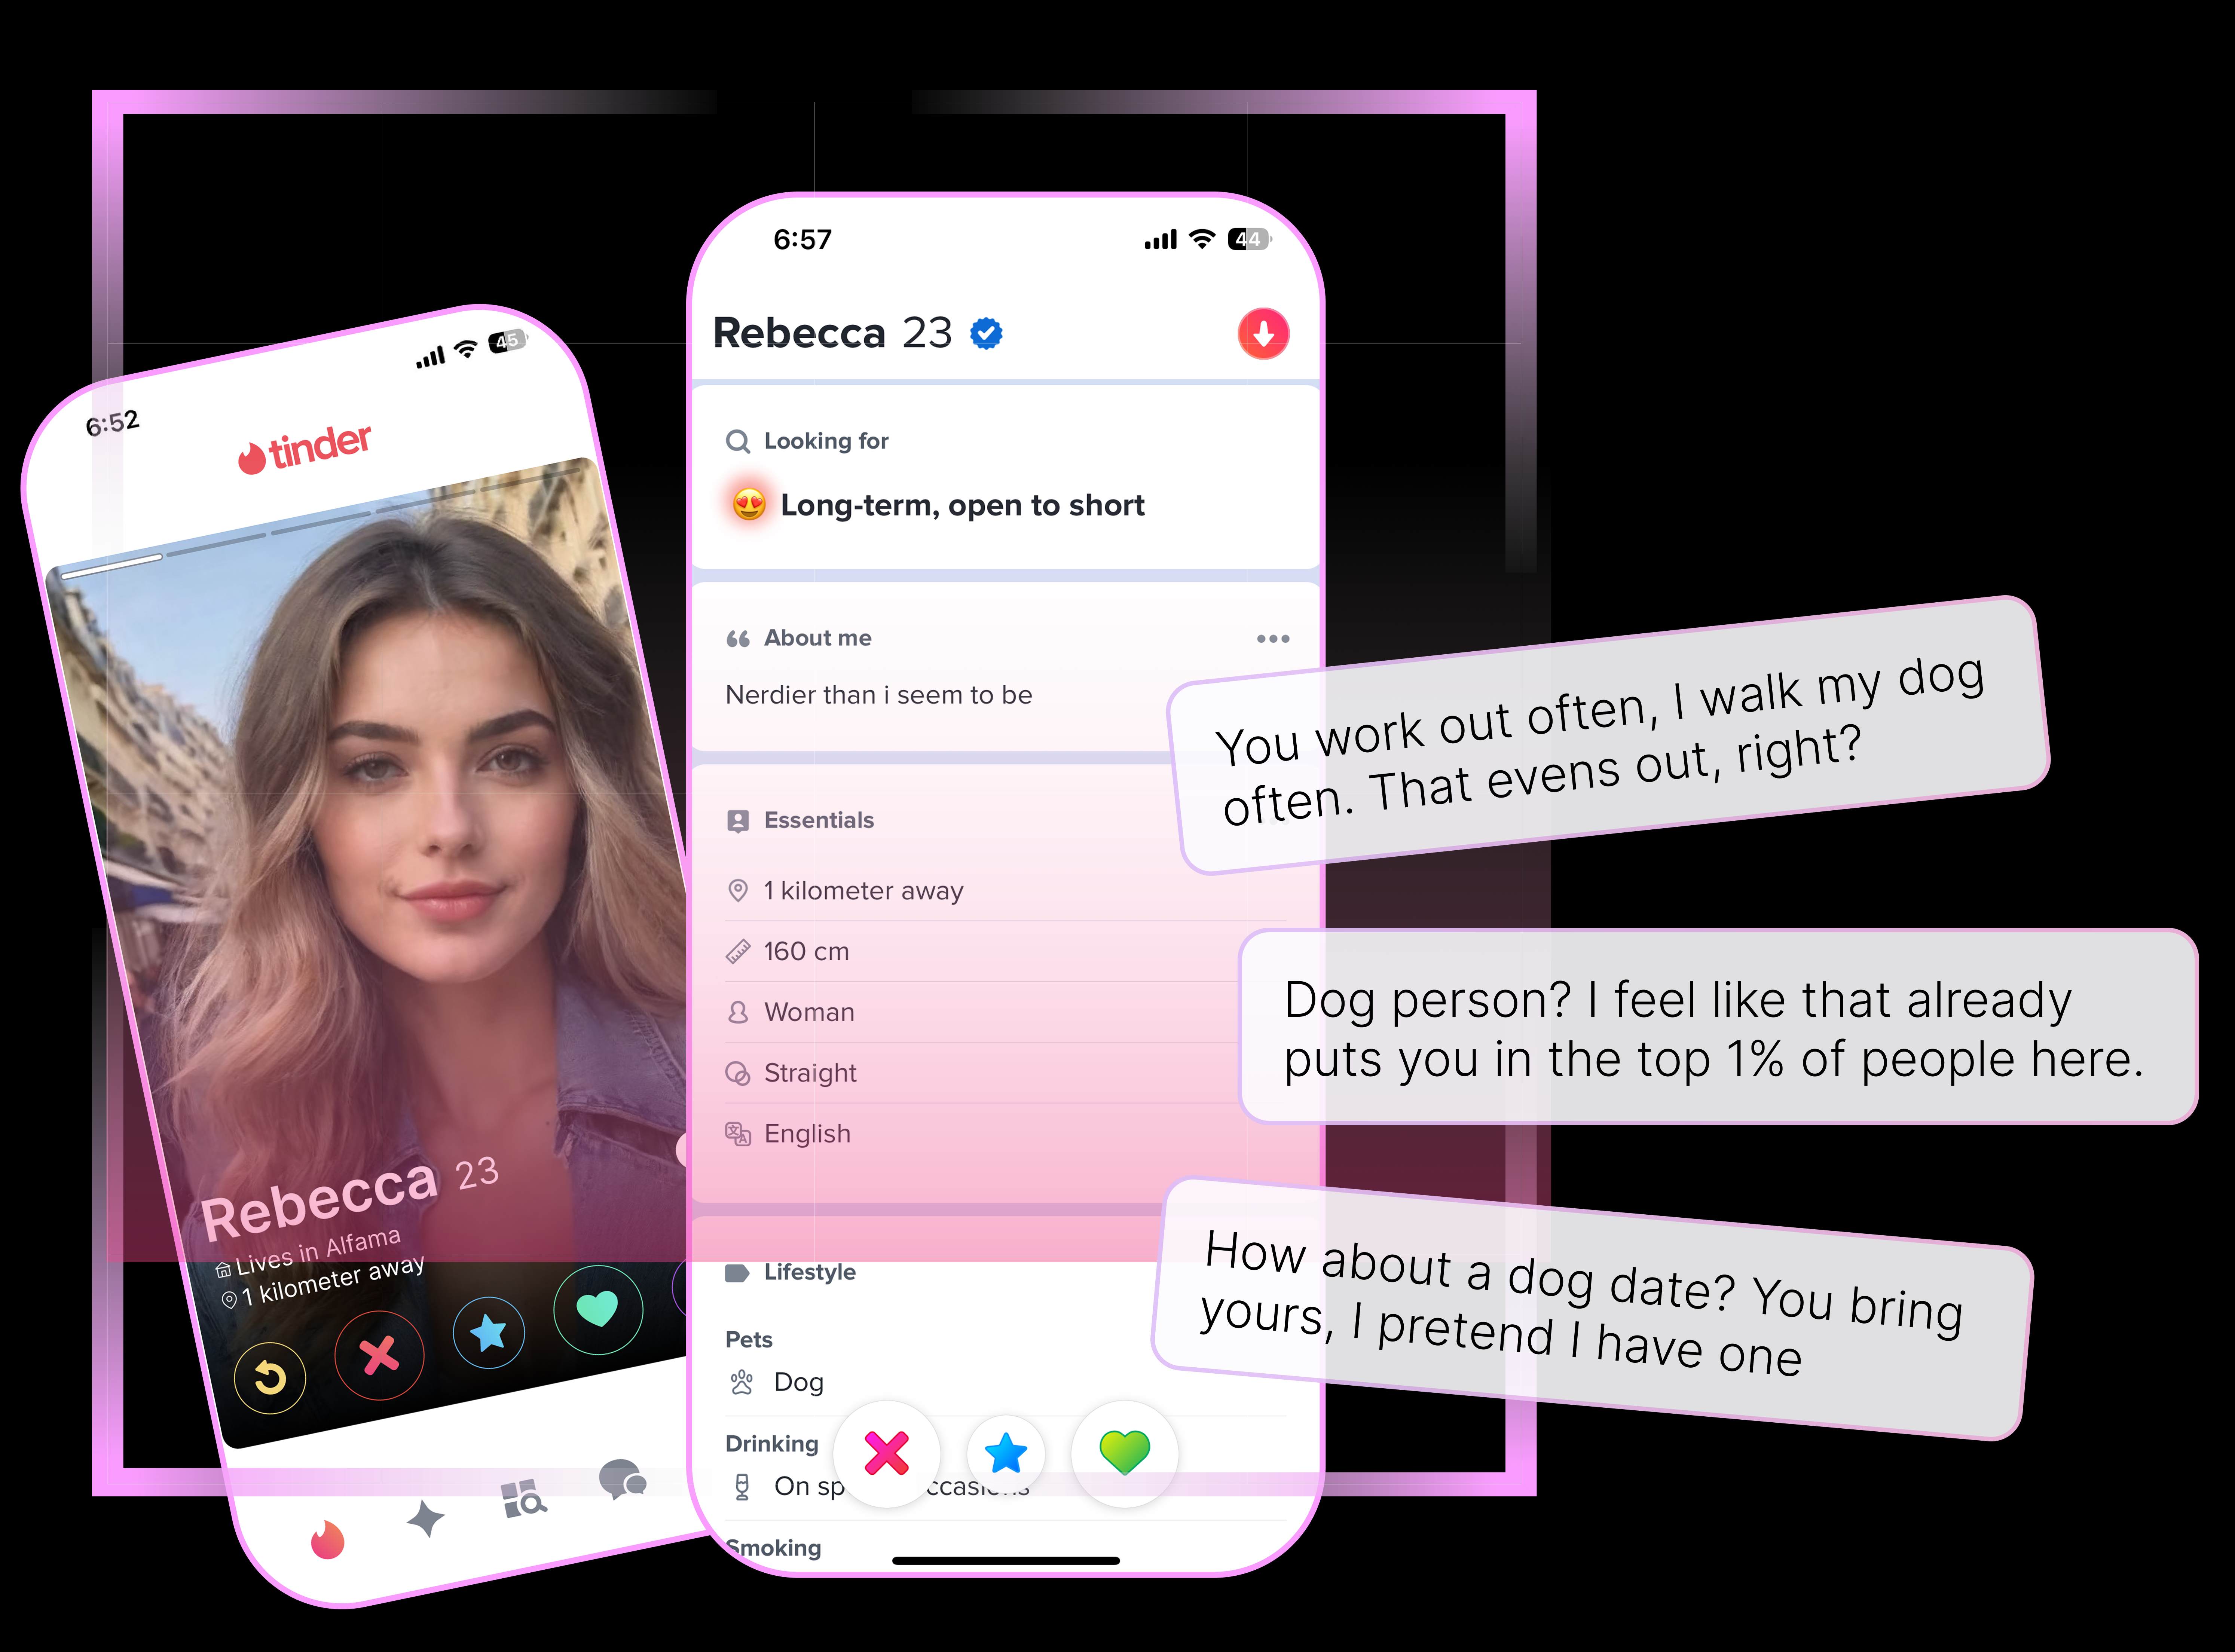 6:52
45
tinder
Rebecca 23
Lives in Alfama
1 kilometer away
6:57
44
Rebecca 23
Looking for
Long-term, open to short
About me
Nerdier than i seem to be
Essentials
1 kilometer away
160 cm
Woman
Straight
English
Lifestyle
Pets
Dog
Drinking
On sp ccasions
Smoking
You work out often, I walk my dog
often. That evens out, right?
Dog person? I feel like that already
puts you in the top 1% of people here.
How about a dog date? You bring
yours, I pretend I have one